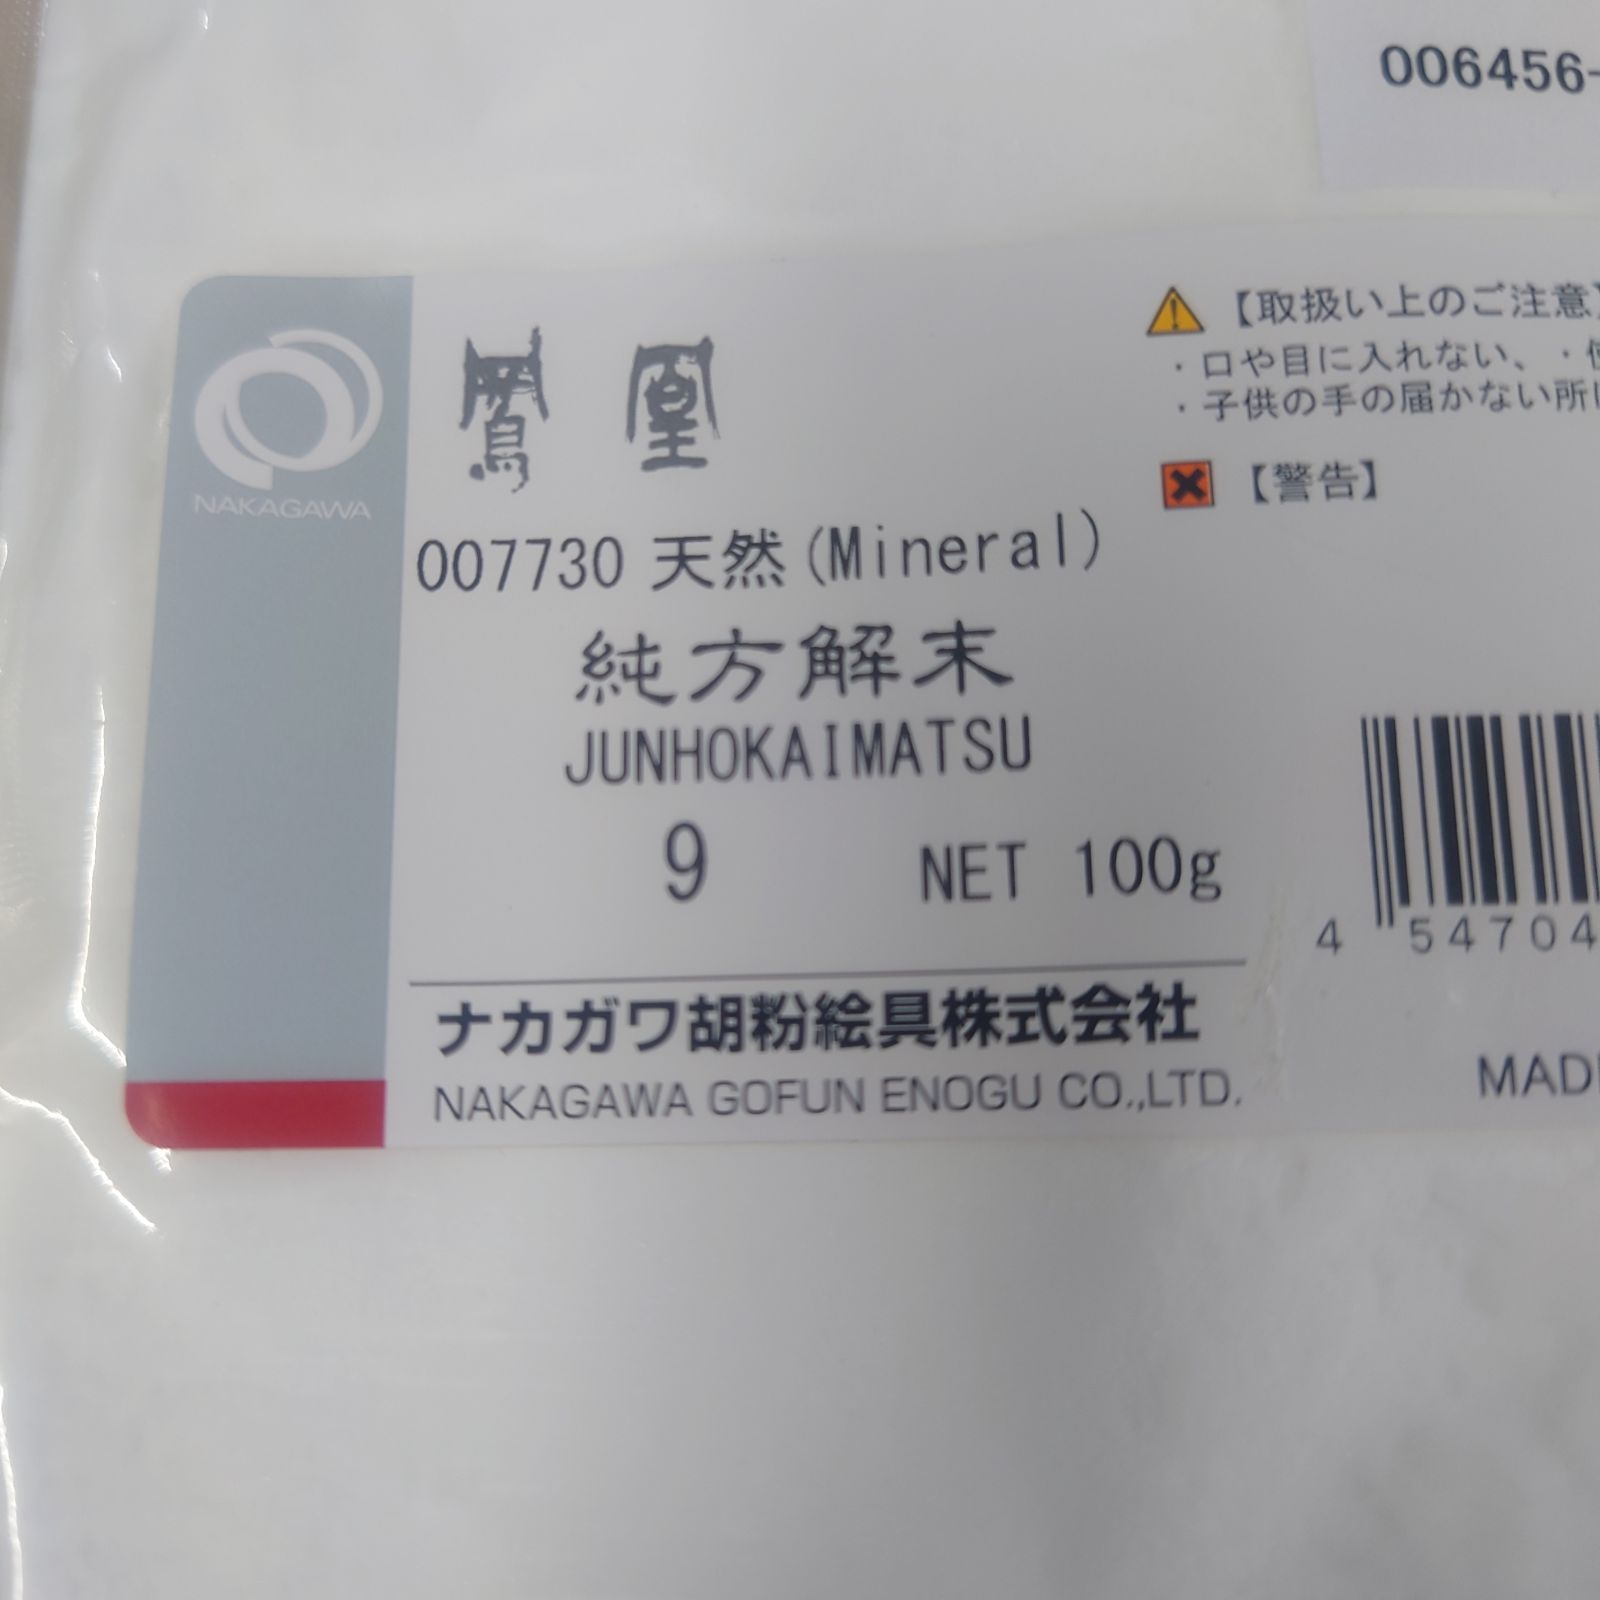 006456-
NAKAGAWA
鳳凰
007730 天然(Mineral)
純方解末
JUNHOKAIMATSU
9 NET 100g
ナカガワ胡粉絵具株式会社
NAKAGAWA GOFUN ENOGU CO.,LTD.
【取扱い上のご注意】
・口や目に入れない、・使
・子供の手の届かない所に
【警告】
4 54704
MADE